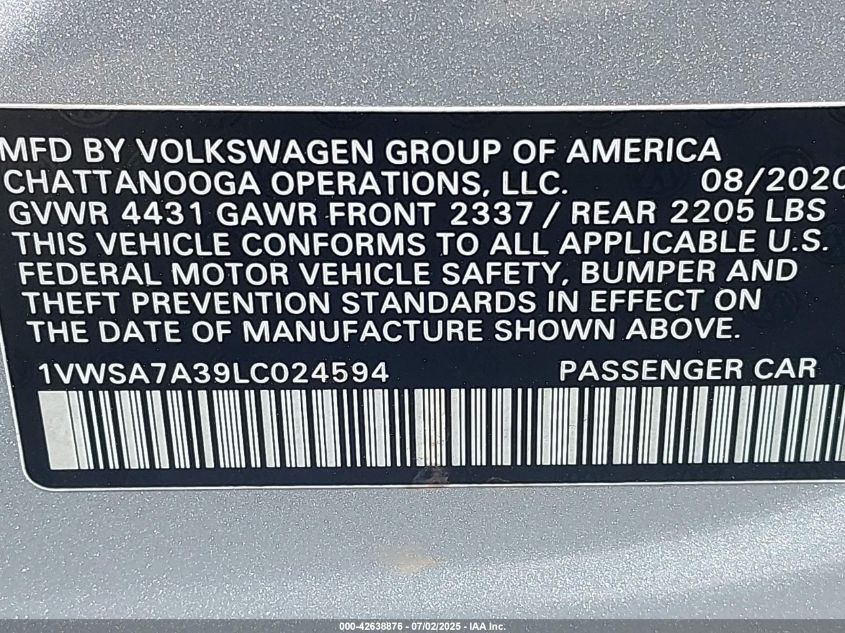 MFD BY VOLKSWAGEN GROUP OF AMERICA
CHATTANOOGA OPERATIONS, LLC. 08/2020
GVWR 4431 GAWR FRONT 2337 / REAR 2205 LBS
THIS VEHICLE CONFORMS TO ALL APPLICABLE U.S.
FEDERAL MOTOR VEHICLE SAFETY, BUMPER AND
THEFT PREVENTION STANDARDS IN EFFECT ON
THE DATE OF MANUFACTURE SHOWN ABOVE.
1VWSA7A39LC024594 PASSENGER CAR
000-42638876 - 07/02/2025 - IAA Inc.